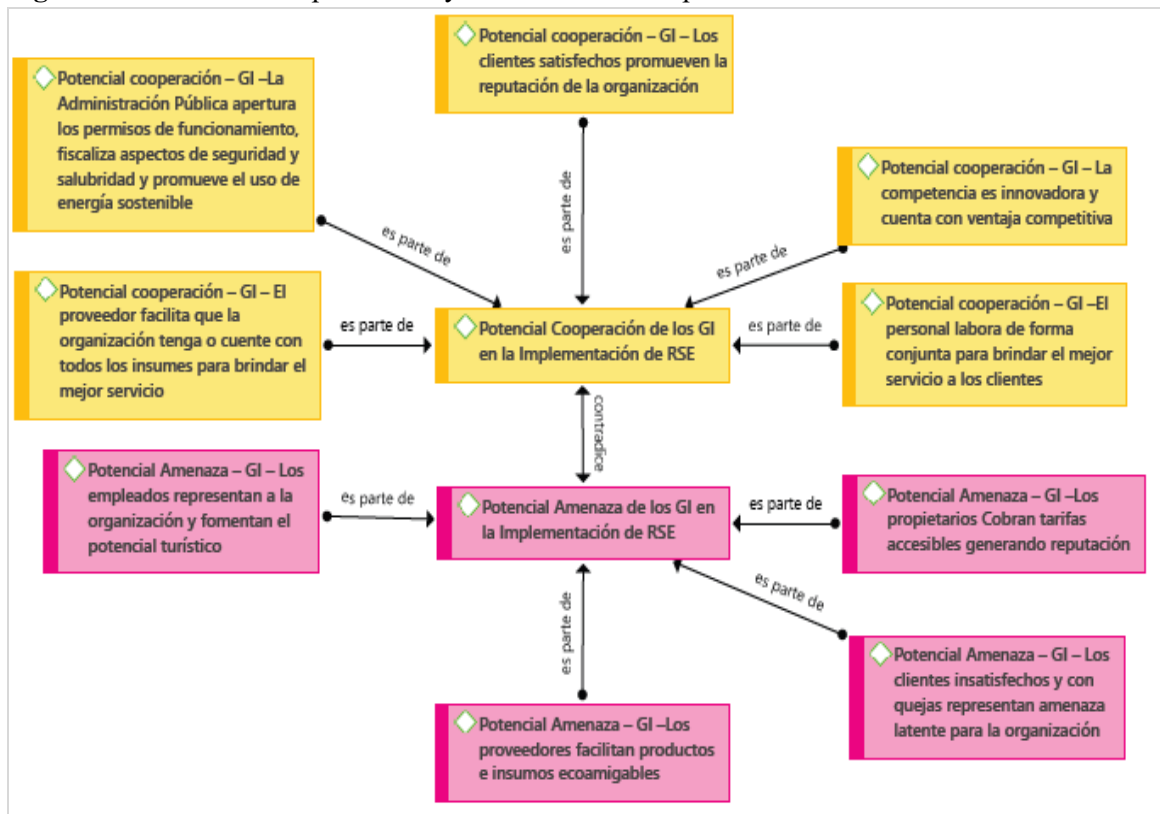 Potencial cooperación – GI – Los
clientes satisfechos promueven la
reputación de la organización
Potencial cooperación – GI –La
Administración Pública apertura
los permisos de funcionamiento,
fiscaliza aspectos de seguridad y
salubridad y promueve el uso de
energía sostenible
Potencial cooperación – GI – La
competencia es innovadora y
cuenta con ventaja competitiva
es parte de
es parte de
es parte de
Potencial cooperación – GI – El
proveedor facilita que la
organización tenga o cuente con
todos los insumes para brindar el
mejor servicio
es parte de
Potencial Cooperación de los GI
en la Implementación de RSE
es parte de
Potencial cooperación – GI –El
personal labora de forma
conjunta para brindar el mejor
servicio a los clientes
contradice
Potencial Amenaza – GI – Los
empleados representan a la
organización y fomentan el
potencial turístico
es parte de
Potencial Amenaza de los GI en
la Implementación de RSE
es parte de
Potencial Amenaza – GI –Los
propietarios Cobran tarifas
accesibles generando reputación
es parte de
es parte de
Potencial Amenaza – GI – Los
clientes insatisfechos y con
quejas representan amenaza
latente para la organización
Potencial Amenaza – GI –Los
proveedores facilitan productos
e insumos ecoamigables